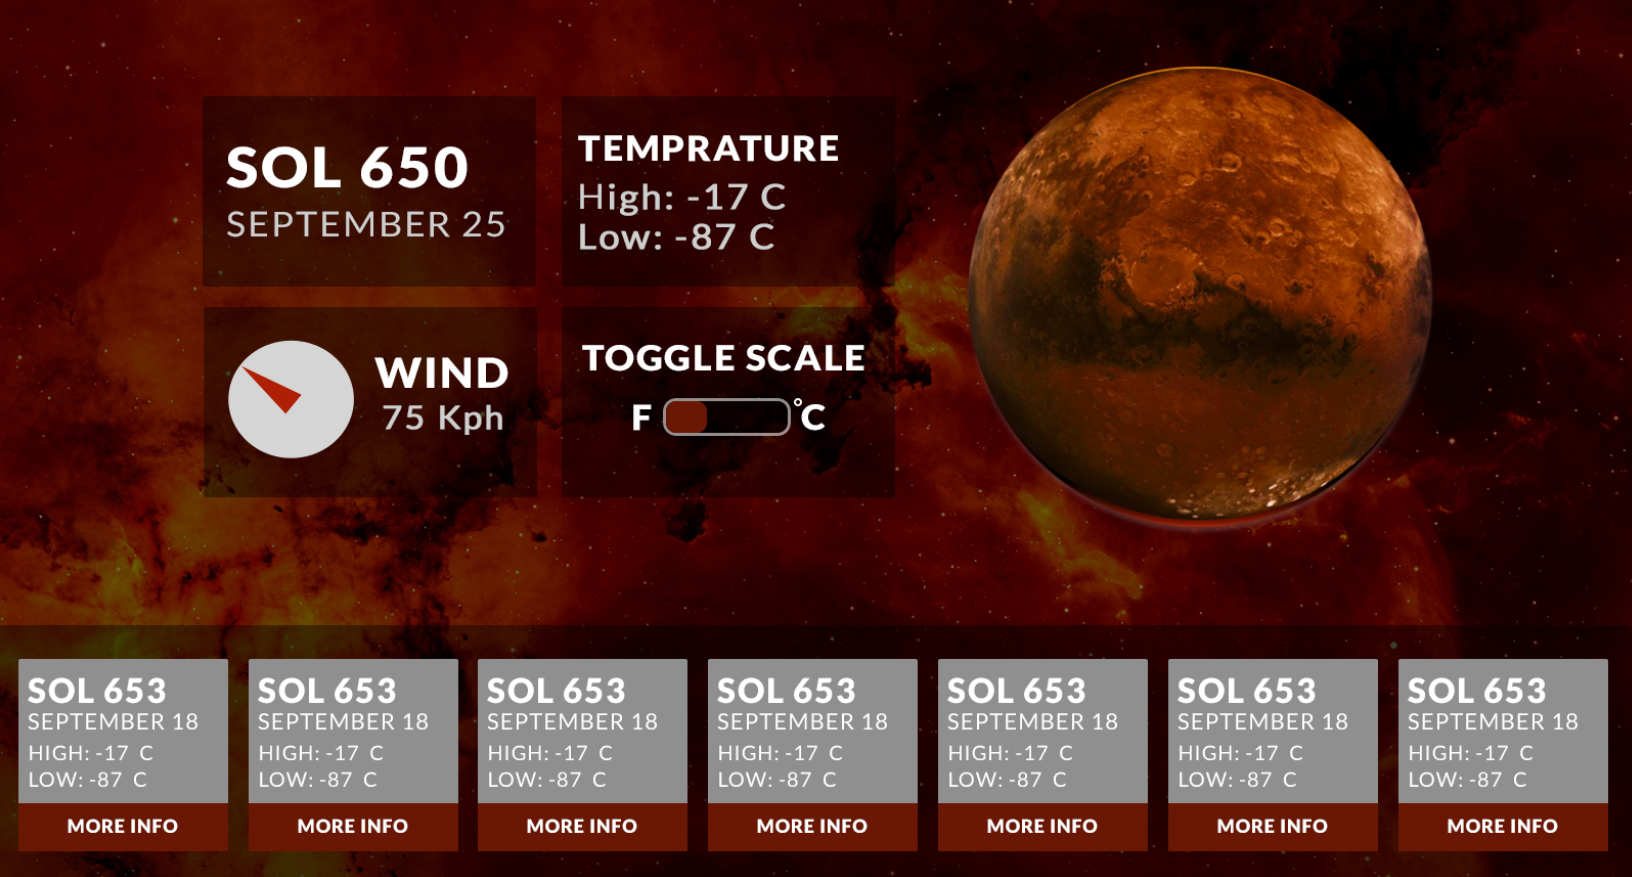 SOL 650
SEPTEMBER 25
TEMPRATURE
High: -17 C
Low: -87 C
WIND
75 Kph
TOGGLE SCALE
F °C
SOL 653
SEPTEMBER 18
HIGH: -17 C
LOW: -87 C
MORE INFO
SOL 653
SEPTEMBER 18
HIGH: -17 C
LOW: -87 C
MORE INFO
SOL 653
SEPTEMBER 18
HIGH: -17 C
LOW: -87 C
MORE INFO
SOL 653
SEPTEMBER 18
HIGH: -17 C
LOW: -87 C
MORE INFO
SOL 653
SEPTEMBER 18
HIGH: -17 C
LOW: -87 C
MORE INFO
SOL 653
SEPTEMBER 18
HIGH: -17 C
LOW: -87 C
MORE INFO
SOL 653
SEPTEMBER 18
HIGH: -17 C
LOW: -87 C
MORE INFO